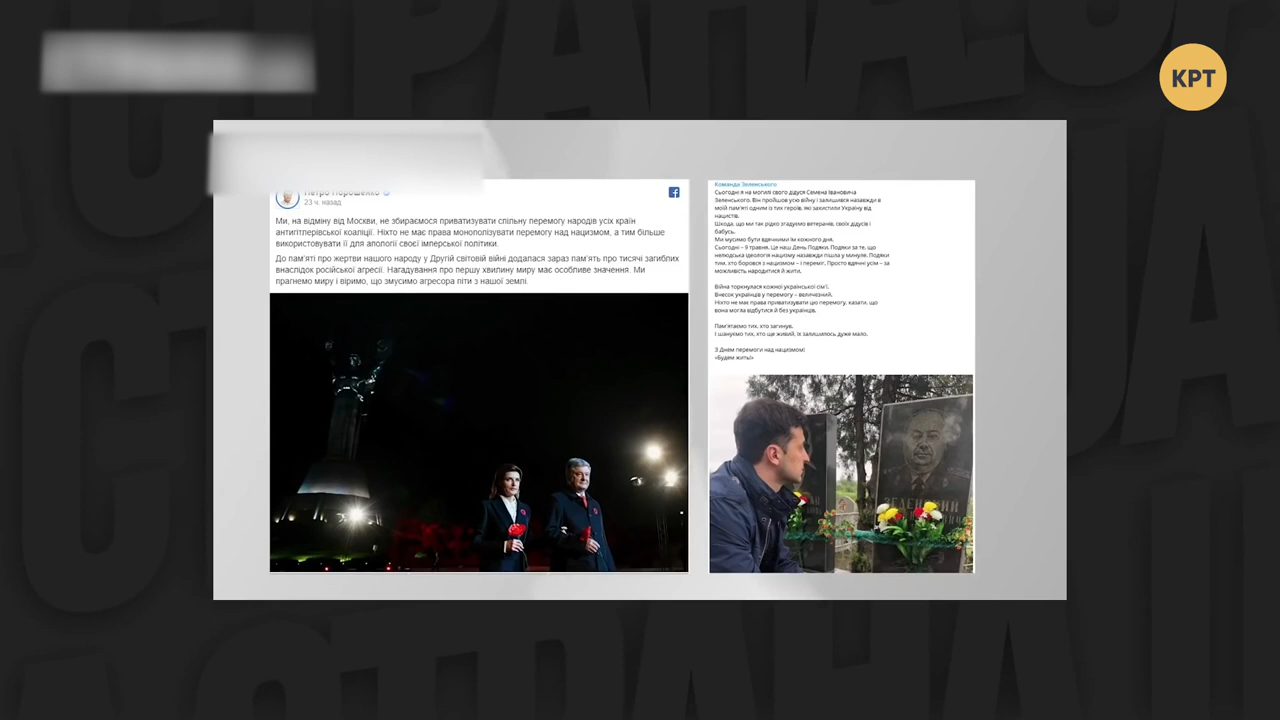 КРТ
Петро Порошенко
23 ч. назад
Ми, на відміну від Москви, не збираємося приватизувати спільну перемогу народів усіх країн
антигітлерівської коаліції. Ніхто не має права монополізувати перемогу над нацизмом, а тим більше
використовувати її для апології своєї імперської політики.
До пам'яті про жертви нашого народу у Другій світовій війні додалася зараз пам'ять про тисячі загиблих
внаслідок російської агресії. Нагадування про першу хвилину миру має особливе значення. Ми
прагнемо миру і віримо, що змусимо агресора піти з нашої землі.
Команда Зеленського
Сьогодні я на могилі свого дідуся Семена Івановича
Зеленського. Він пройшов усю війну і залишився назавжди в
моїй пам'яті одним із тих героїв, які захистили Україну від
нацистів.
Шкода, що ми так рідко згадуємо ветеранів, своїх дідусів і
бабусь.
Ми мусимо бути вдячними їм кожного дня.
Сьогодні – 9 травня. Це наш День Подяки. Подяки за те, що
нелюдська ідеологія нацизму назавжди пішла у минуле. Подяки
тим, хто боровся з нацизмом – і переміг. Просто вдячні усім – за
можливість народитися й жити.
Війна торкнулася кожної української сім'ї.
Внесок українців у перемогу – величезний.
Ніхто не має права приватизувати цю перемогу, казати, що
вона могла відбутися й без українців.
Пам'ятаємо тих, хто загинув.
І шануємо тих, хто ще живий, їх залишилось дуже мало.
З Днем перемоги над нацизмом!
«Будем жить!»